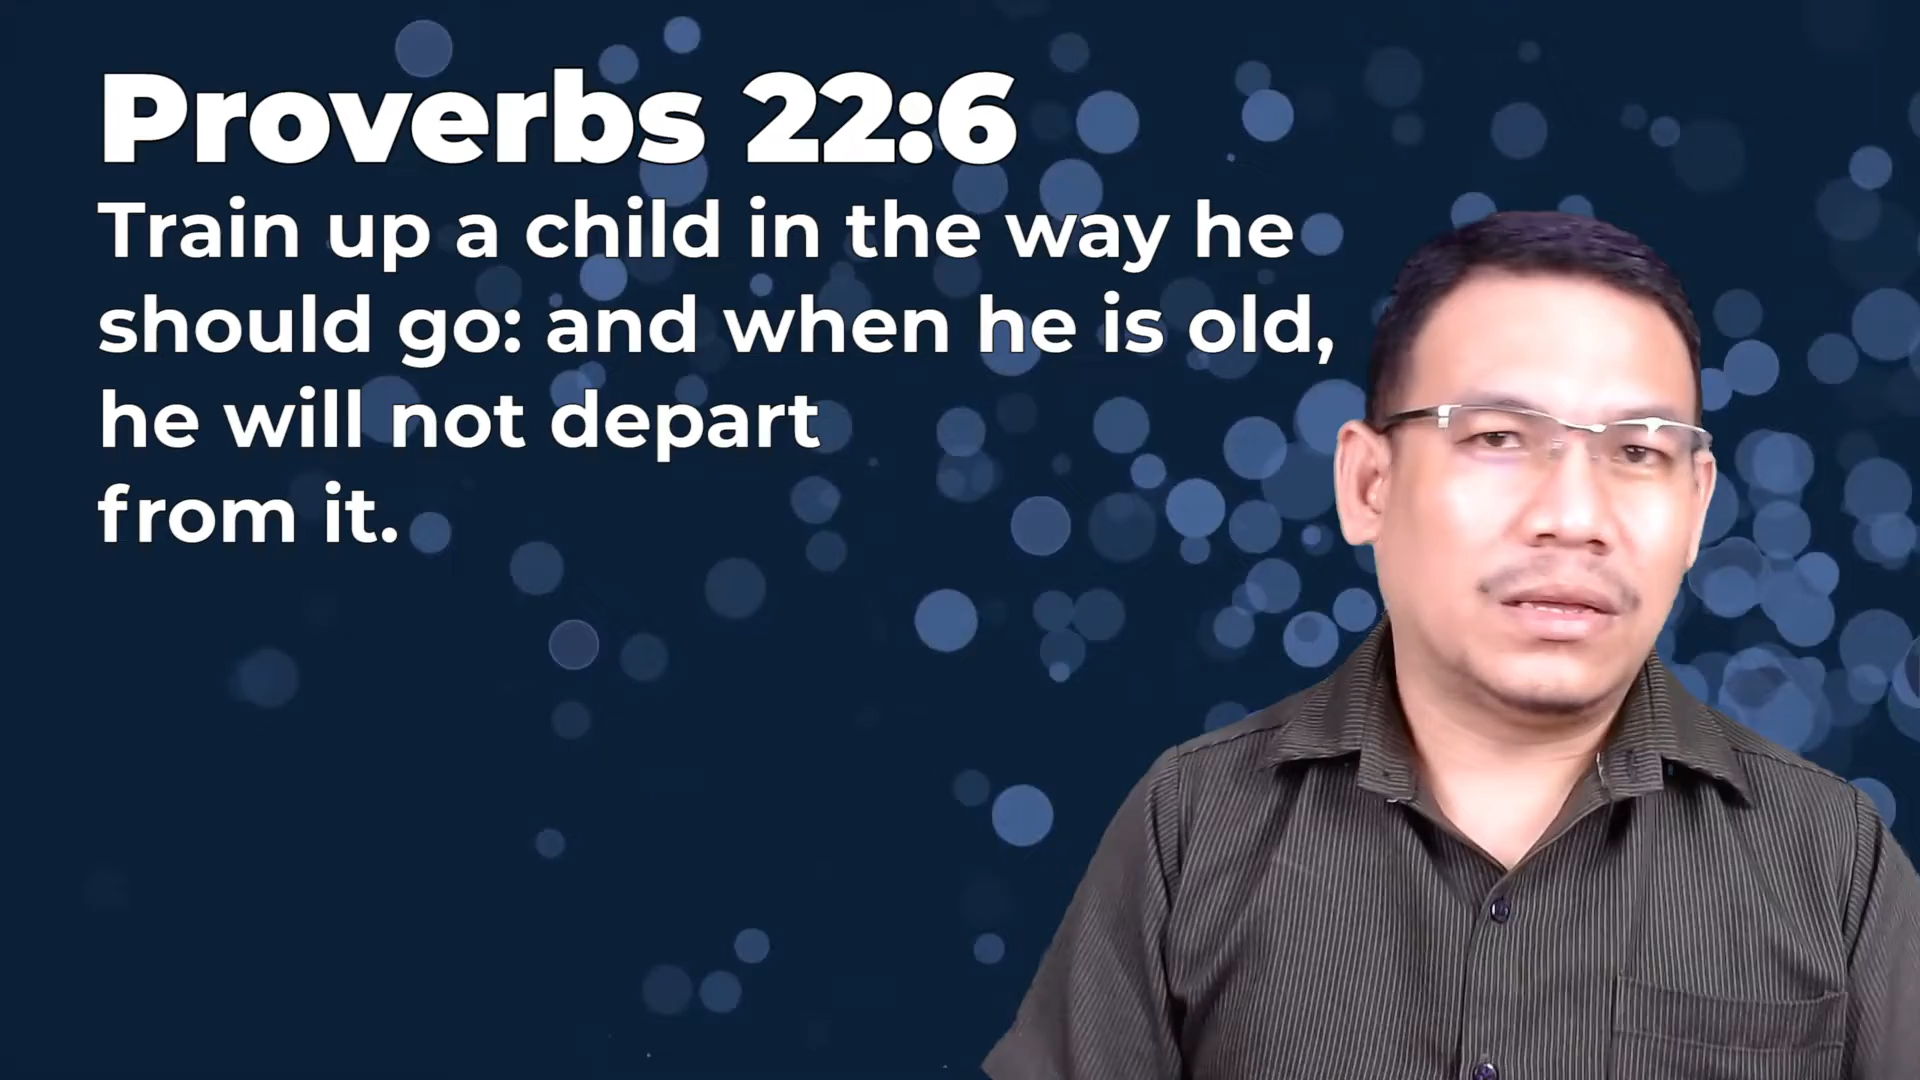 Proverbs 22:6
Train up a child in the way he
should go: and when he is old,
he will not depart
from it.